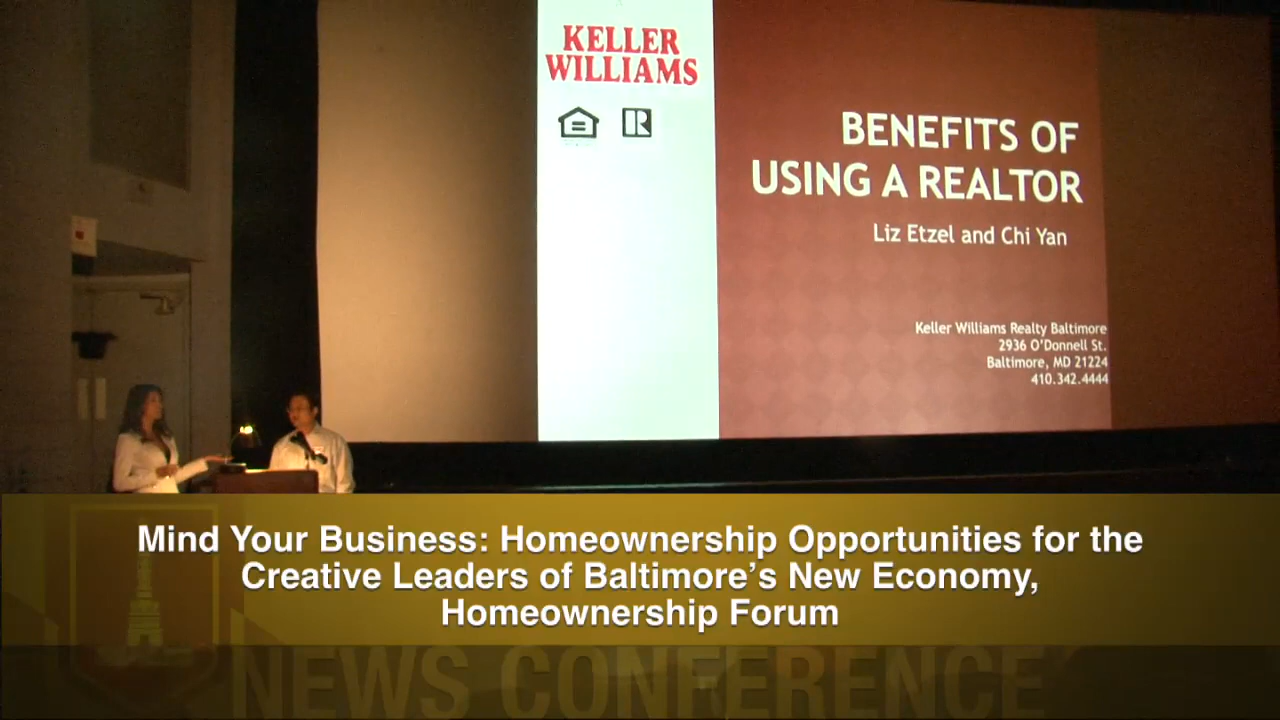 KELLER
WILLIAMS
BENEFITS OF
USING A REALTOR
Liz Etzel and Chi Yan
Keller Williams Realty Baltimore
2936 O'Donnell St.
Baltimore, MD 21224
410.342.4444
Mind Your Business: Homeownership Opportunities for the
Creative Leaders of Baltimore's New Economy,
Homeownership Forum
NEWS CONFERENCE